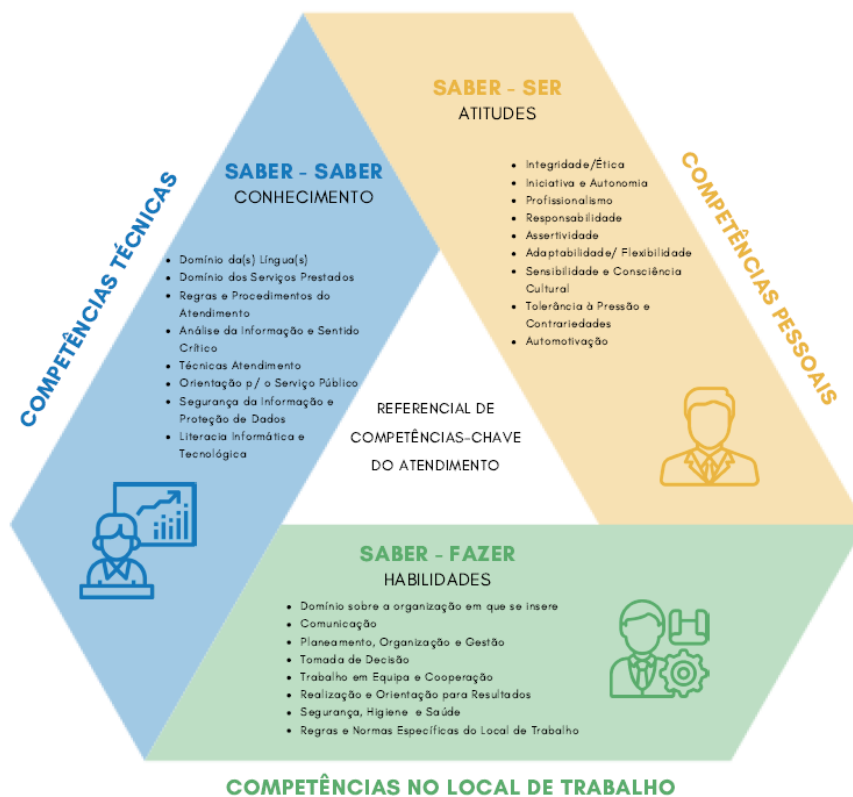 SABER - SER
ATITUDES
• Integridade/Ética
• Iniciativa e Autonomia
• Profissionalismo
• Responsabilidade
• Assertividade
• Adaptabilidade/ Flexibilidade
• Sensibilidade e Consciência
Cultural
• Tolerância à Pressão e
Contrariedades
• Automotivação
COMPETÊNCIAS PESSOAIS
COMPETÊNCIAS TÉCNICAS
SABER - SABER
CONHECIMENTO
• Domínio da(s) Língua(s)
• Domínio dos Serviços Prestados
• Regras e Procedimentos do
Atendimento
• Análise da Informação e Sentido
Crítico
• Técnicas Atendimento
• Orientação p/ o Serviço Público
• Segurança da Informação e
Proteção de Dados
• Literacia Informática e
Tecnológica
REFERENCIAL DE
COMPETÊNCIAS-CHAVE
DO ATENDIMENTO
SABER - FAZER
HABILIDADES
• Domínio sobre a organização em que se insere
• Comunicação
• Planeamento, Organização e Gestão
• Tomada de Decisão
• Trabalho em Equipa e Cooperação
• Realização e Orientação para Resultados
• Segurança, Higiene e Saúde
• Regras e Normas Específicas do Local de Trabalho
COMPETÊNCIAS NO LOCAL DE TRABALHO